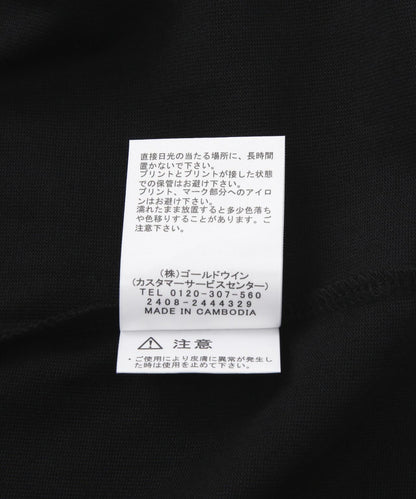 直接日光の当たる場所に、長時間
置かないで下さい。
プリントとプリントが接した状態
での保管はお避け下さい。
プリント、マーク部分へのアイロ
ンはお避け下さい。
濡れたまま放置すると多少色落ち
や色移りすることがあります。ご
注意下さい。
(株)ゴールドウイン
(カスタマーサービスセンター)
TEL 0120-307-560
2408-2444329
MADE IN CAMBODIA
注意
・ご使用により皮膚に異常が発生し
た時は使用を止めて下さい。